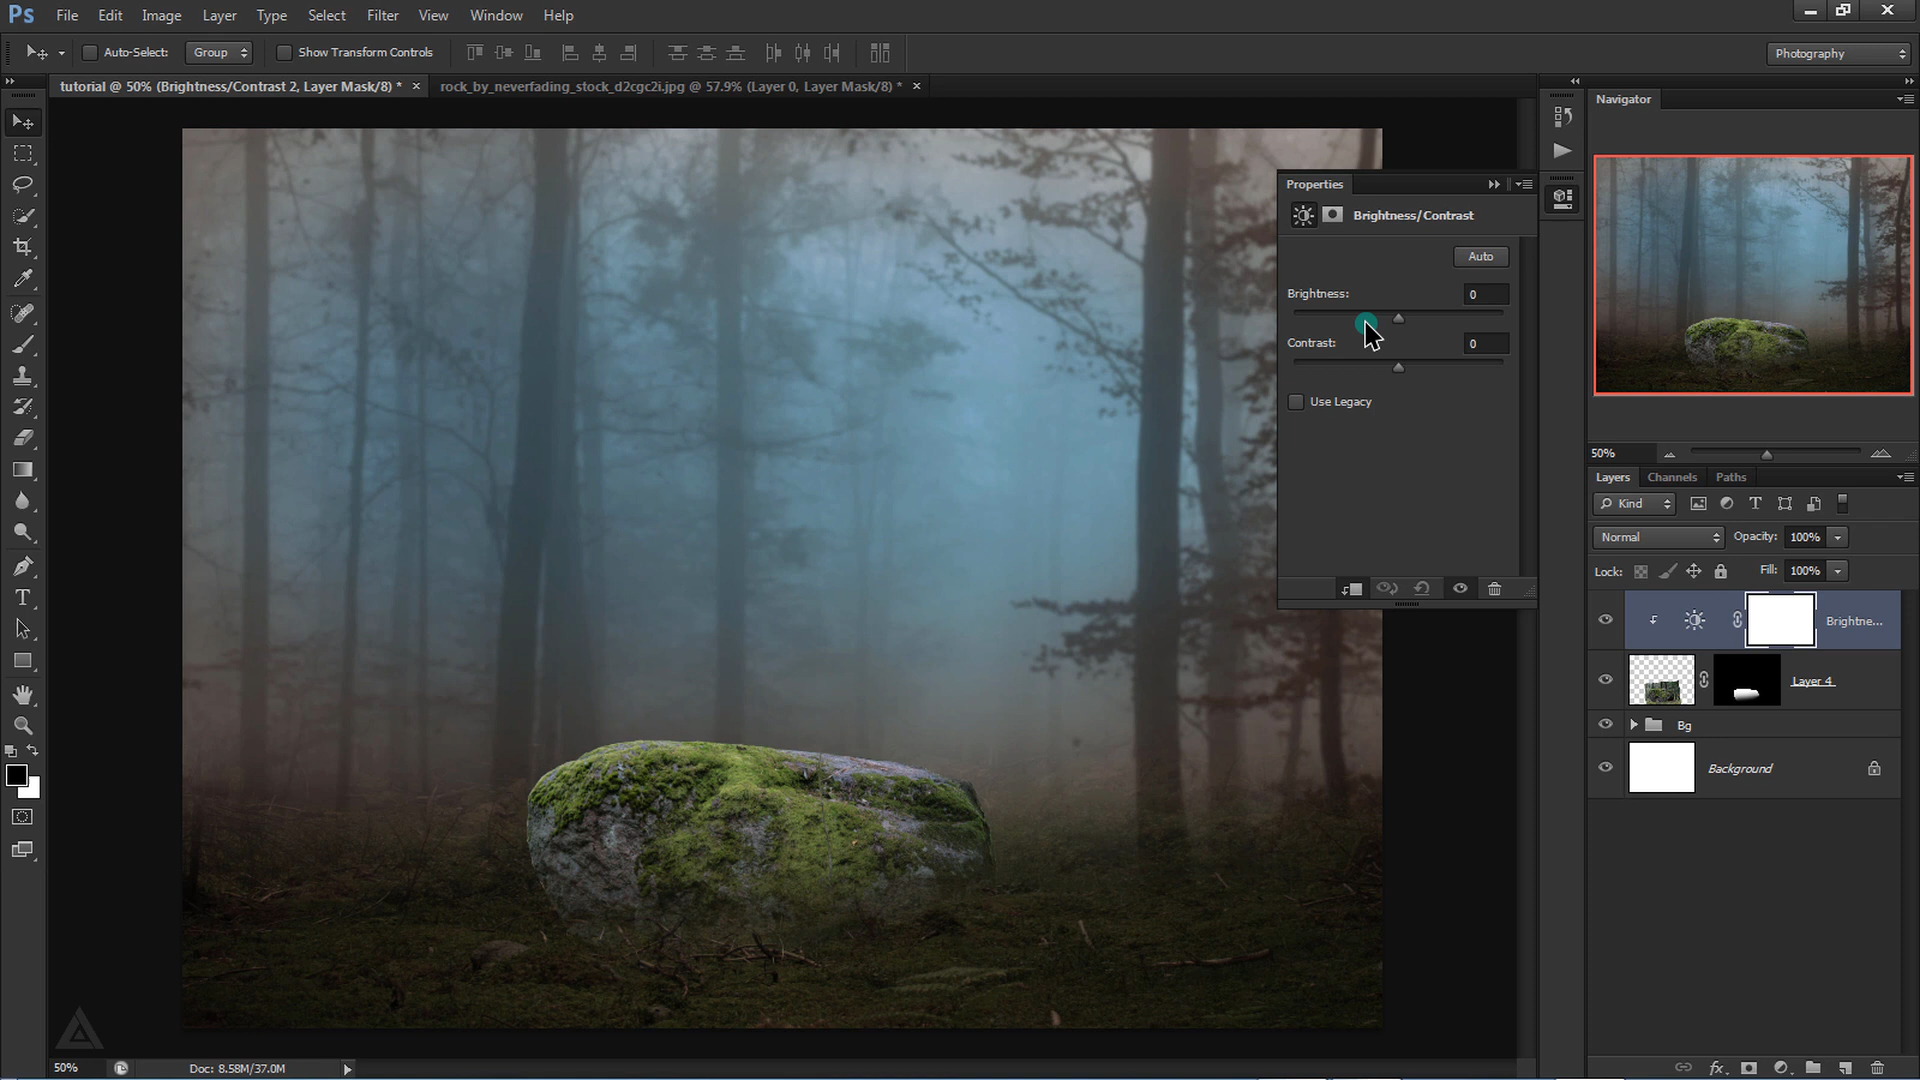 Ps File Edit Image Layer Type Select Filter View Window Help
Auto-Select: Group Show Transform Controls Photography
tutorial @ 50% (Brightness/Contrast 2, Layer Mask/8) * × rock_by_neverfading_stock_d2cgc2i.jpg @ 57.9% (Layer 0, Layer Mask/8) * ×
Navigator
Properties
Brightness/Contrast
Auto
Brightness: 0
Contrast: 0
Use Legacy
50%
Layers Channels Paths
Kind
Normal Opacity: 100%
Lock: Fill: 100%
Brightne...
Layer 4
Bg
Background
50% Doc: 8.58M/37.0M